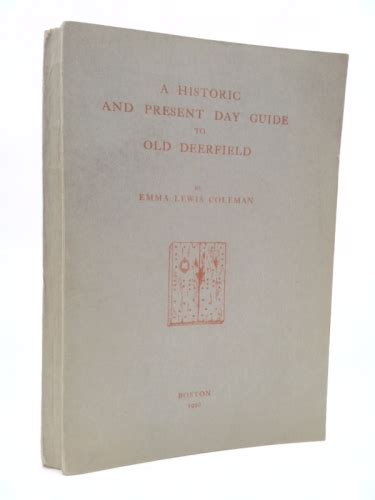 A HISTORIC
AND PRESENT DAY GUIDE
TO
OLD DEERFIELD
BY
EMMA LEWIS COLEMAN
BOSTON